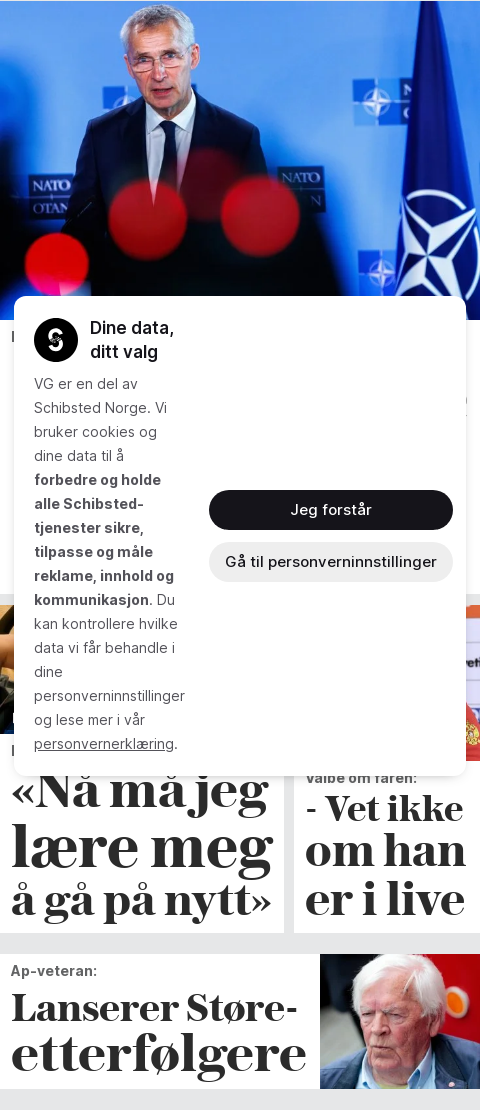 NATO
OTAN
NATO
OTAN
Dine data,
ditt valg
VG er en del av
Schibsted Norge. Vi
bruker cookies og
dine data til å
forbedre og holde
alle Schibsted-
tjenester sikre,
tilpasse og måle
reklame, innhold og
kommunikasjon. Du
kan kontrollere hvilke
data vi får behandle i
dine
personverninnstillinger
og lese mer i vår
personvernerklæring.
Jeg forstår
Gå til personverninnstillinger
«Nå må jeg
lære meg
å gå på nytt»
Valbe om faren:
- Vet ikke
om han
er i live
Ap-veteran:
Lanserer Støre-
etterfølgere